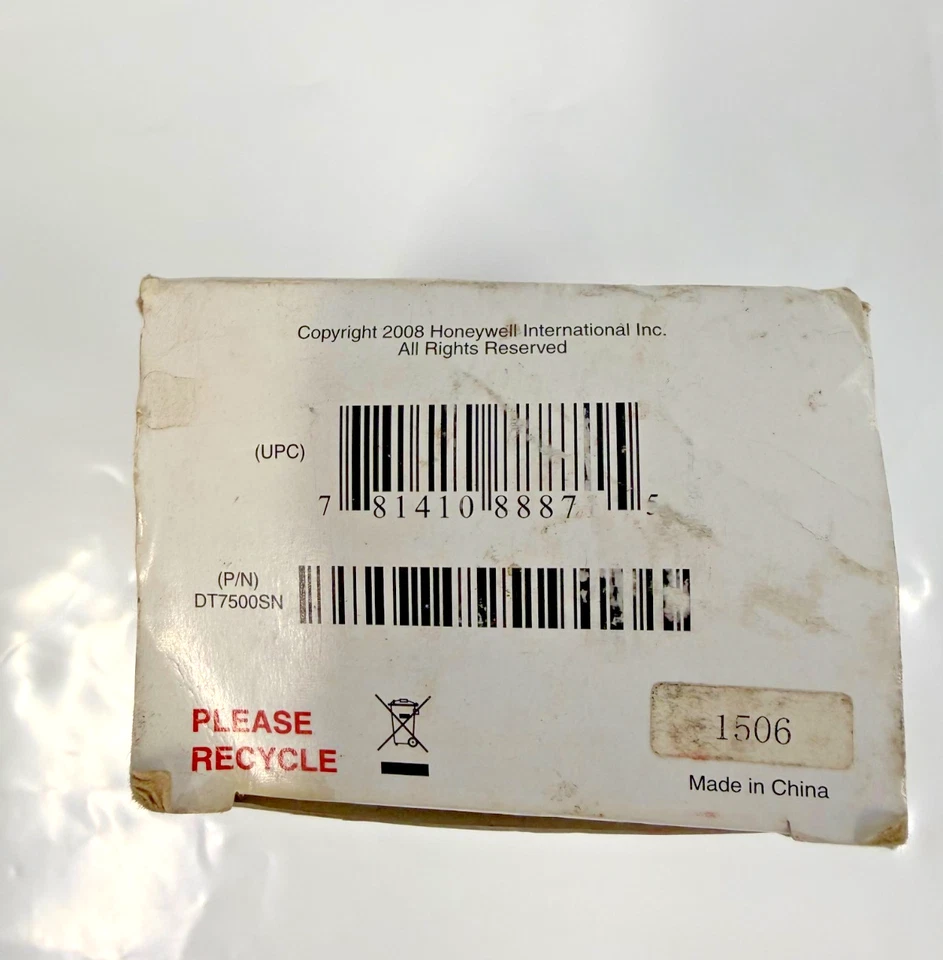 Copyright 2008 Honeywell International Inc.
All Rights Reserved
(UPC)
7 81410 8887 5
(P/N)
DT7500SN
PLEASE
RECYCLE
1506
Made in China